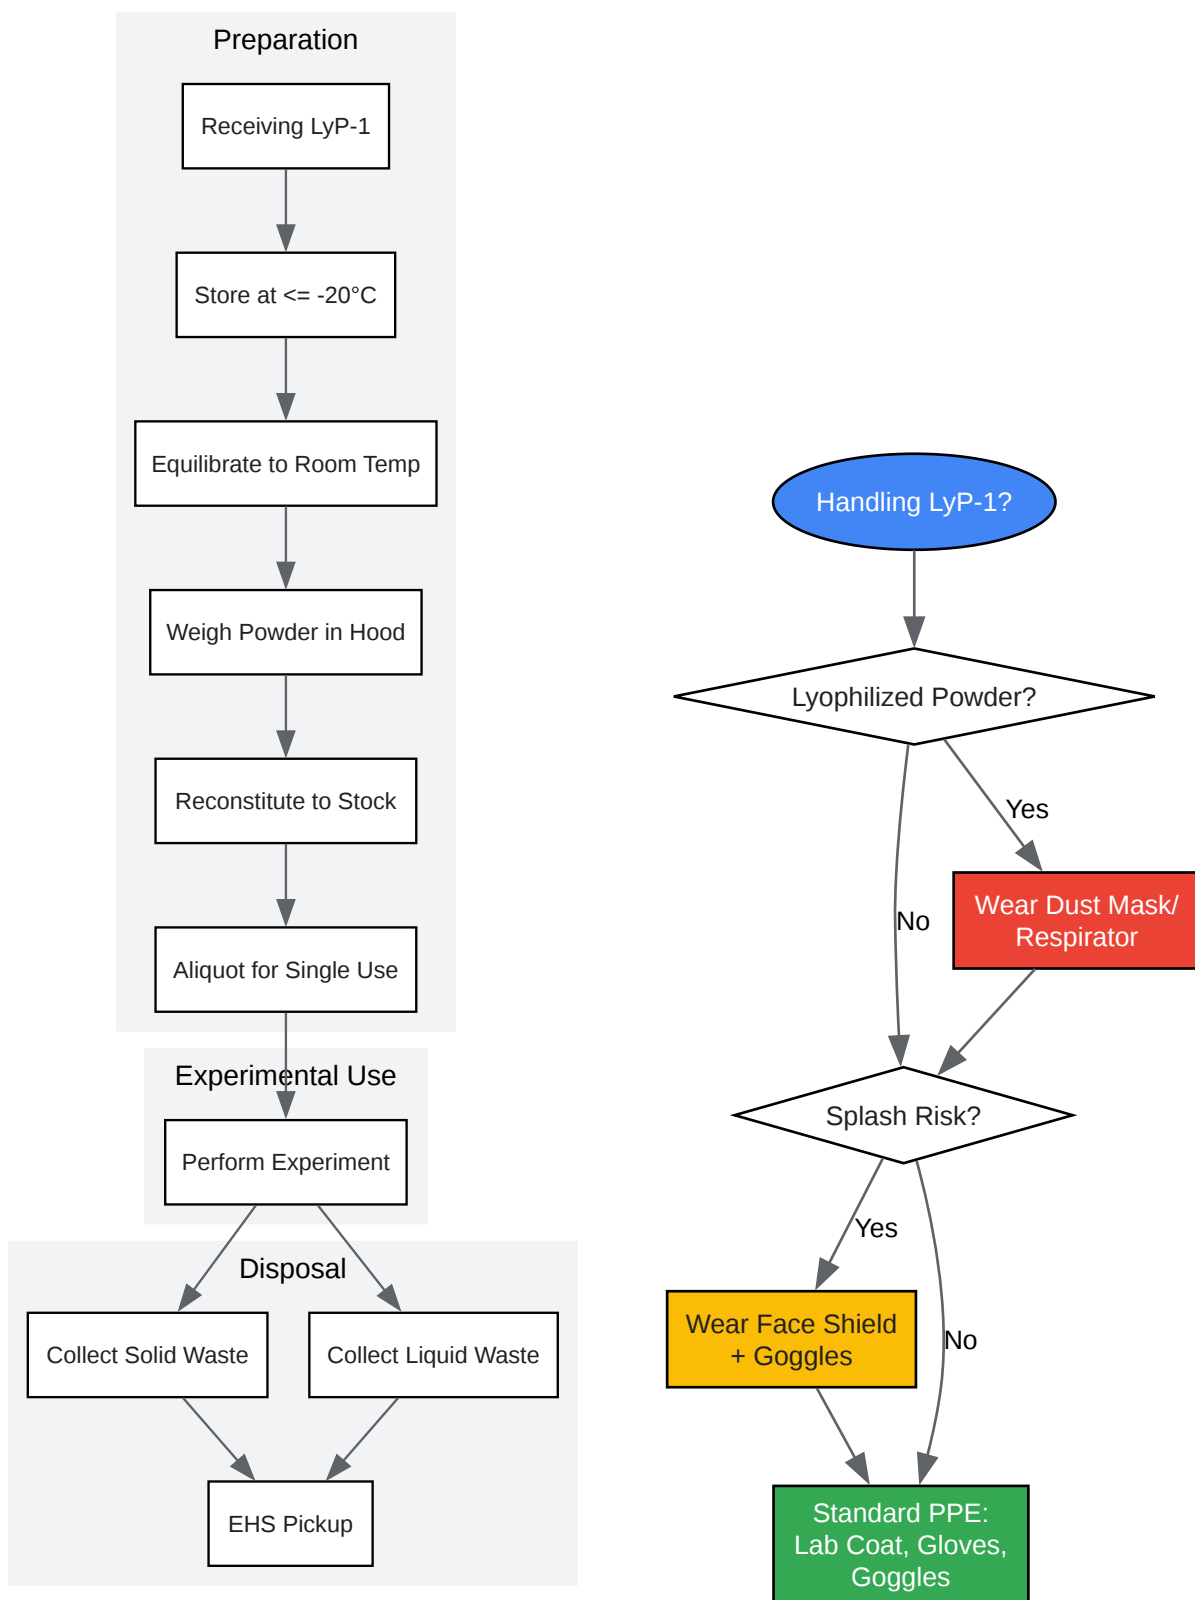 Preparation
Receiving LyP-1
Store at <= -20°C
Equilibrate to Room Temp
Weigh Powder in Hood
Reconstitute to Stock
Aliquot for Single Use
Experimental Use
Perform Experiment
Disposal
Collect Solid Waste
Collect Liquid Waste
EHS Pickup
Handling LyP-1?
Lyophilized Powder?
Yes
No
Wear Dust Mask/
Respirator
Splash Risk?
Yes
No
Wear Face Shield
+ Goggles
Standard PPE:
Lab Coat, Gloves,
Goggles